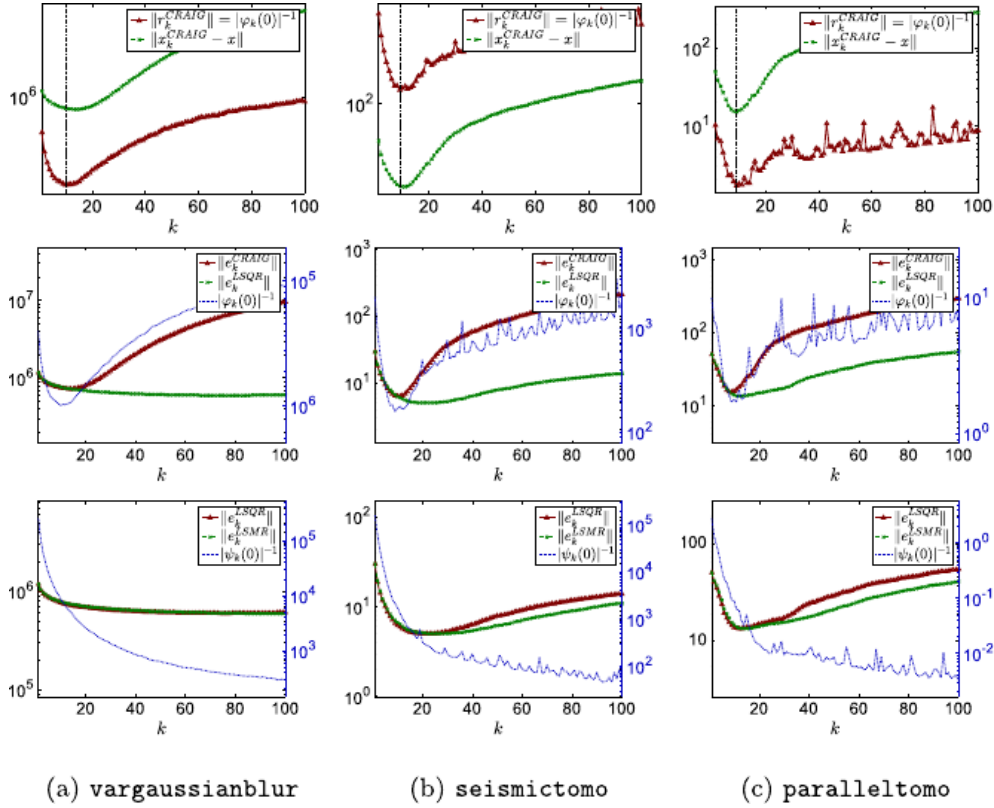 ‖r_k^{CRAIG}‖ = |φ_k(0)|^{-1}
‖x_k^{CRAIG} − x‖
10^6
20 40 60 80 100
k
‖r_k^{CRAIG}‖ = |φ_k(0)|^{-1}
‖x_k^{CRAIG} − x‖
10^2
20 40 60 80 100
k
‖r_k^{CRAIG}‖ = |φ_k(0)|^{-1}
‖x_k^{CRAIG} − x‖
10^2
10^1
0 20 40 60 80 100
k
‖e_k^{CRAIG}‖
‖e_k^{LSQR}‖
|φ_k(0)|^{-1}
10^7
10^6
10^5
10^6
20 40 60 80 100
k
‖e_k^{CRAIG}‖
‖e_k^{LSQR}‖
|φ_k(0)|^{-1}
10^3
10^2
10^1
10^0
10^3
10^2
20 40 60 80 100
k
‖e_k^{CRAIG}‖
‖e_k^{LSQR}‖
|φ_k(0)|^{-1}
10^3
10^2
10^1
10^1
10^0
20 40 60 80 100
k
‖e_k^{LSQR}‖
‖e_k^{LSMR}‖
|ψ_k(0)|^{-1}
10^6
10^5
10^5
10^4
10^3
20 40 60 80 100
k
‖e_k^{LSQR}‖
‖e_k^{LSMR}‖
|ψ_k(0)|^{-1}
10^2
10^1
10^0
10^5
10^4
10^3
10^2
20 40 60 80 100
k
‖e_k^{LSQR}‖
‖e_k^{LSMR}‖
|ψ_k(0)|^{-1}
100
10
10^0
10^{-1}
10^{-2}
20 40 60 80 100
k
(a) vargaussianblur (b) seismictomo (c) paralleltomo